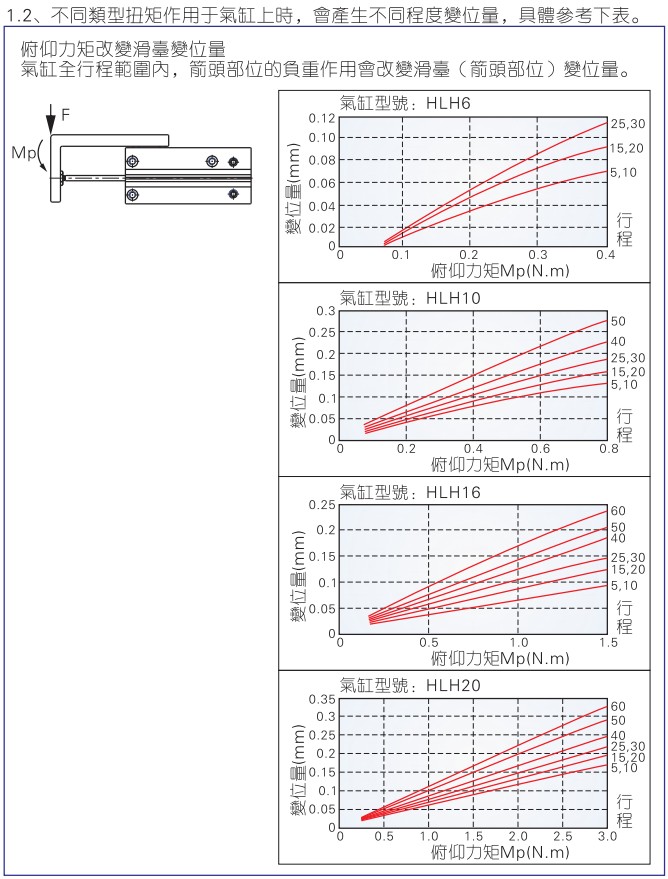 1.2、不同類型扭矩作用于氣缸上時，會產生不同程度變位量，具體參考下表。
俯仰力矩改變滑臺變位量
氣缸全行程範圍內，箭頭部位的負重作用會改變滑臺（箭頭部位）變位量。
F
Mp
氣缸型號：HLH6
變位量(mm)
0.12
0.10
0.08
0.06
0.04
0.02
0
25,30
15,20
5,10
行程
0 0.1 0.2 0.3 0.4
俯仰力矩Mp(N.m)
氣缸型號：HLH10
變位量(mm)
0.3
0.25
0.2
0.15
0.1
0.05
0
50
40
25,30
15,20
5,10
行程
0 0.2 0.4 0.6 0.8
俯仰力矩Mp(N.m)
氣缸型號：HLH16
變位量(mm)
0.25
0.2
0.15
0.1
0.05
0
60
50
40
25,30
15,20
5,10
行程
0 0.5 1.0 1.5
俯仰力矩Mp(N.m)
氣缸型號：HLH20
變位量(mm)
0.35
0.3
0.25
0.2
0.15
0.1
0.05
0
60
50
40
25,30
15,20
5,10
行程
0 0.5 1.0 1.5 2.0 2.5 3.0
俯仰力矩Mp(N.m)